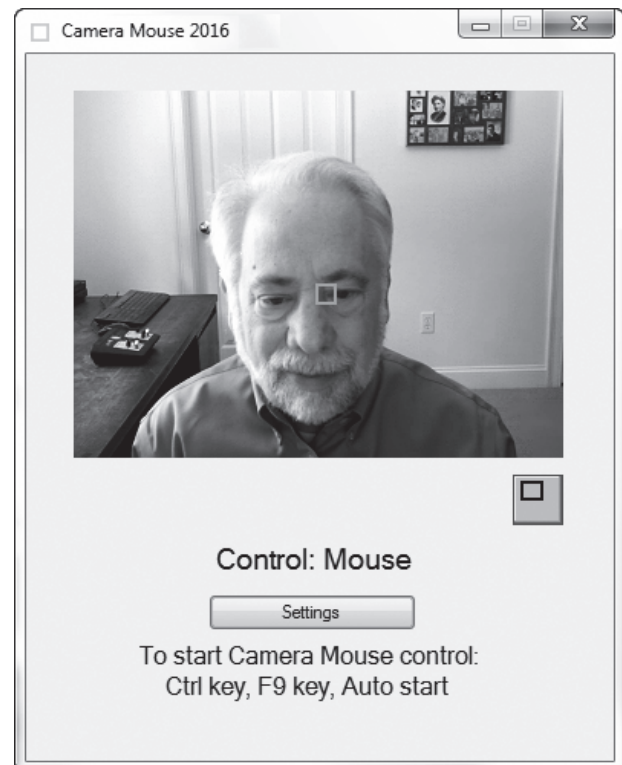 Camera Mouse 2016
Control: Mouse
Settings
To start Camera Mouse control:
Ctrl key, F9 key, Auto start